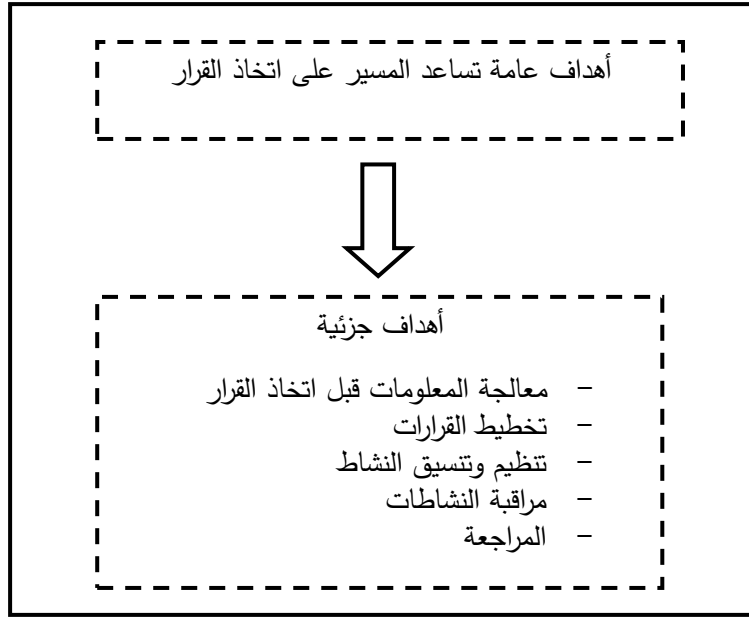 أهداف عامة تساعد المسير على اتخاذ القرار
أهداف جزئية
- معالجة المعلومات قبل اتخاذ القرار
- تخطيط القرارات
- تنظيم وتنسيق النشاط
- مراقبة النشاطات
- المراجعة